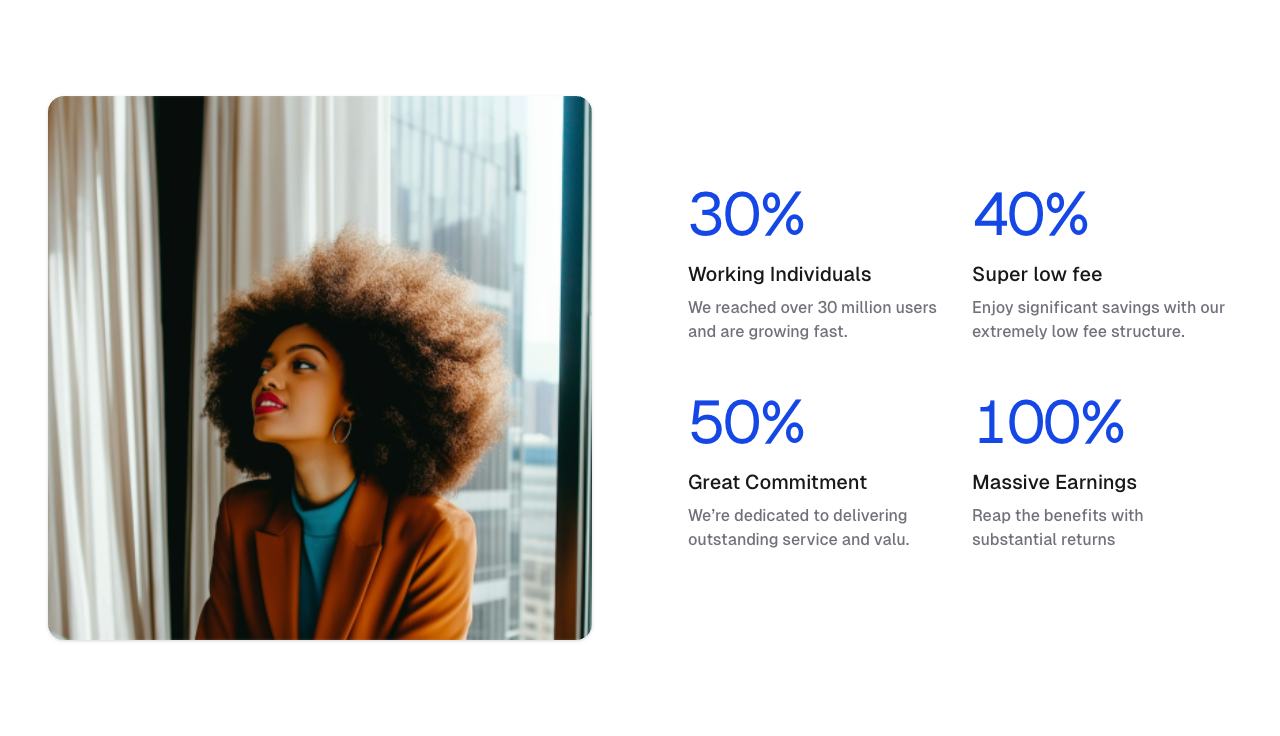 30%
Working Individuals
We reached over 30 million users
and are growing fast.
40%
Super low fee
Enjoy significant savings with our
extremely low fee structure.
50%
Great Commitment
We’re dedicated to delivering
outstanding service and valu.
100%
Massive Earnings
Reap the benefits with
substantial returns